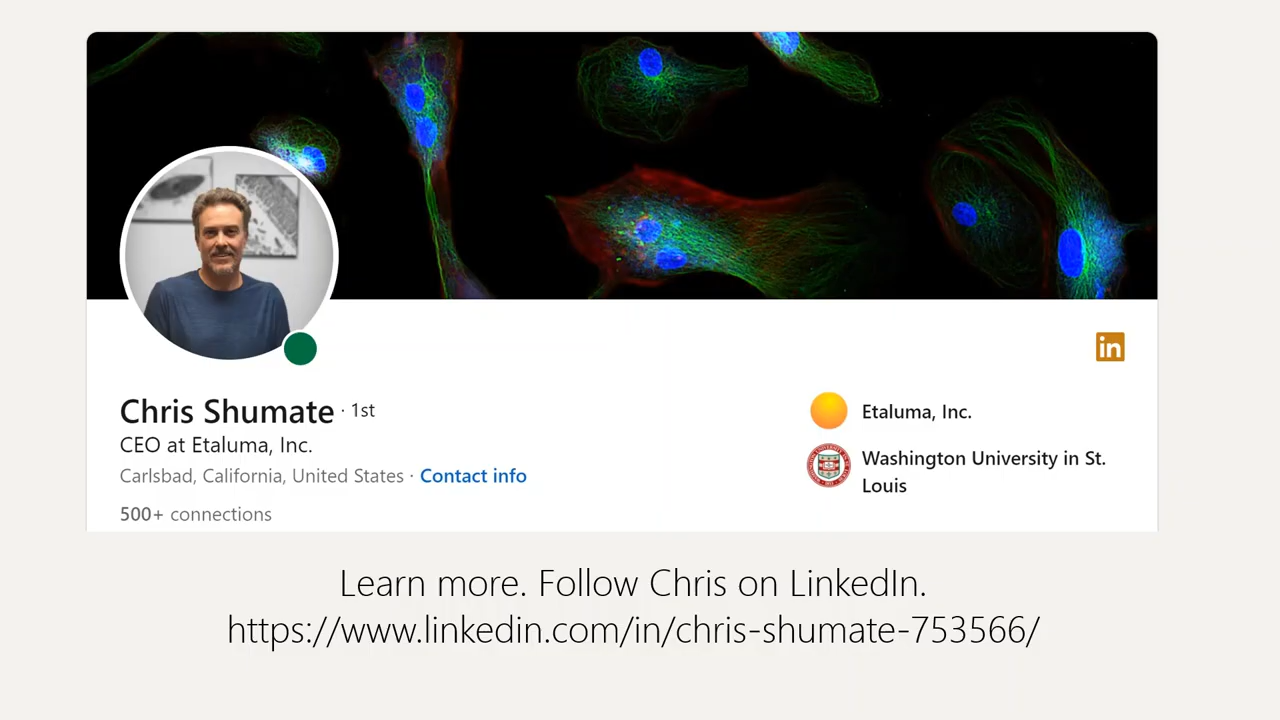 in
Chris Shumate · 1st
CEO at Etaluma, Inc.
Carlsbad, California, United States · Contact info
500+ connections
Etaluma, Inc.
Washington University in St.
Louis
Learn more. Follow Chris on LinkedIn.
https://www.linkedin.com/in/chris-shumate-753566/